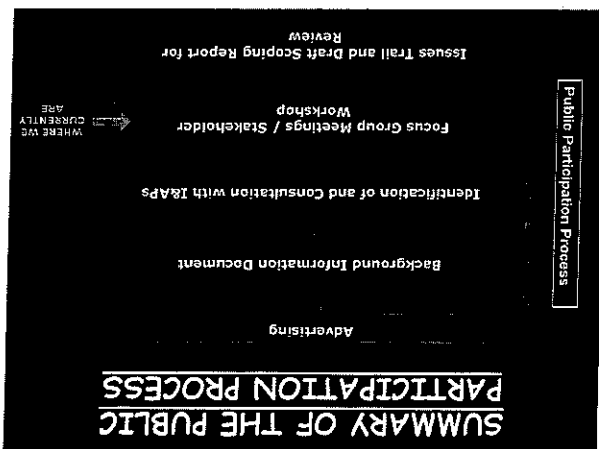 SUMMARY OF THE PUBLIC
PARTICIPATION PROCESS
Advertising
Background Information Document
Identification of and Consultation with I&APs
Focus Group Meetings / Stakeholder
Workshop
WHERE WE
CURRENTLY
ARE
Issues Trail and Draft Scoping Report for
Review
Public Participation Process